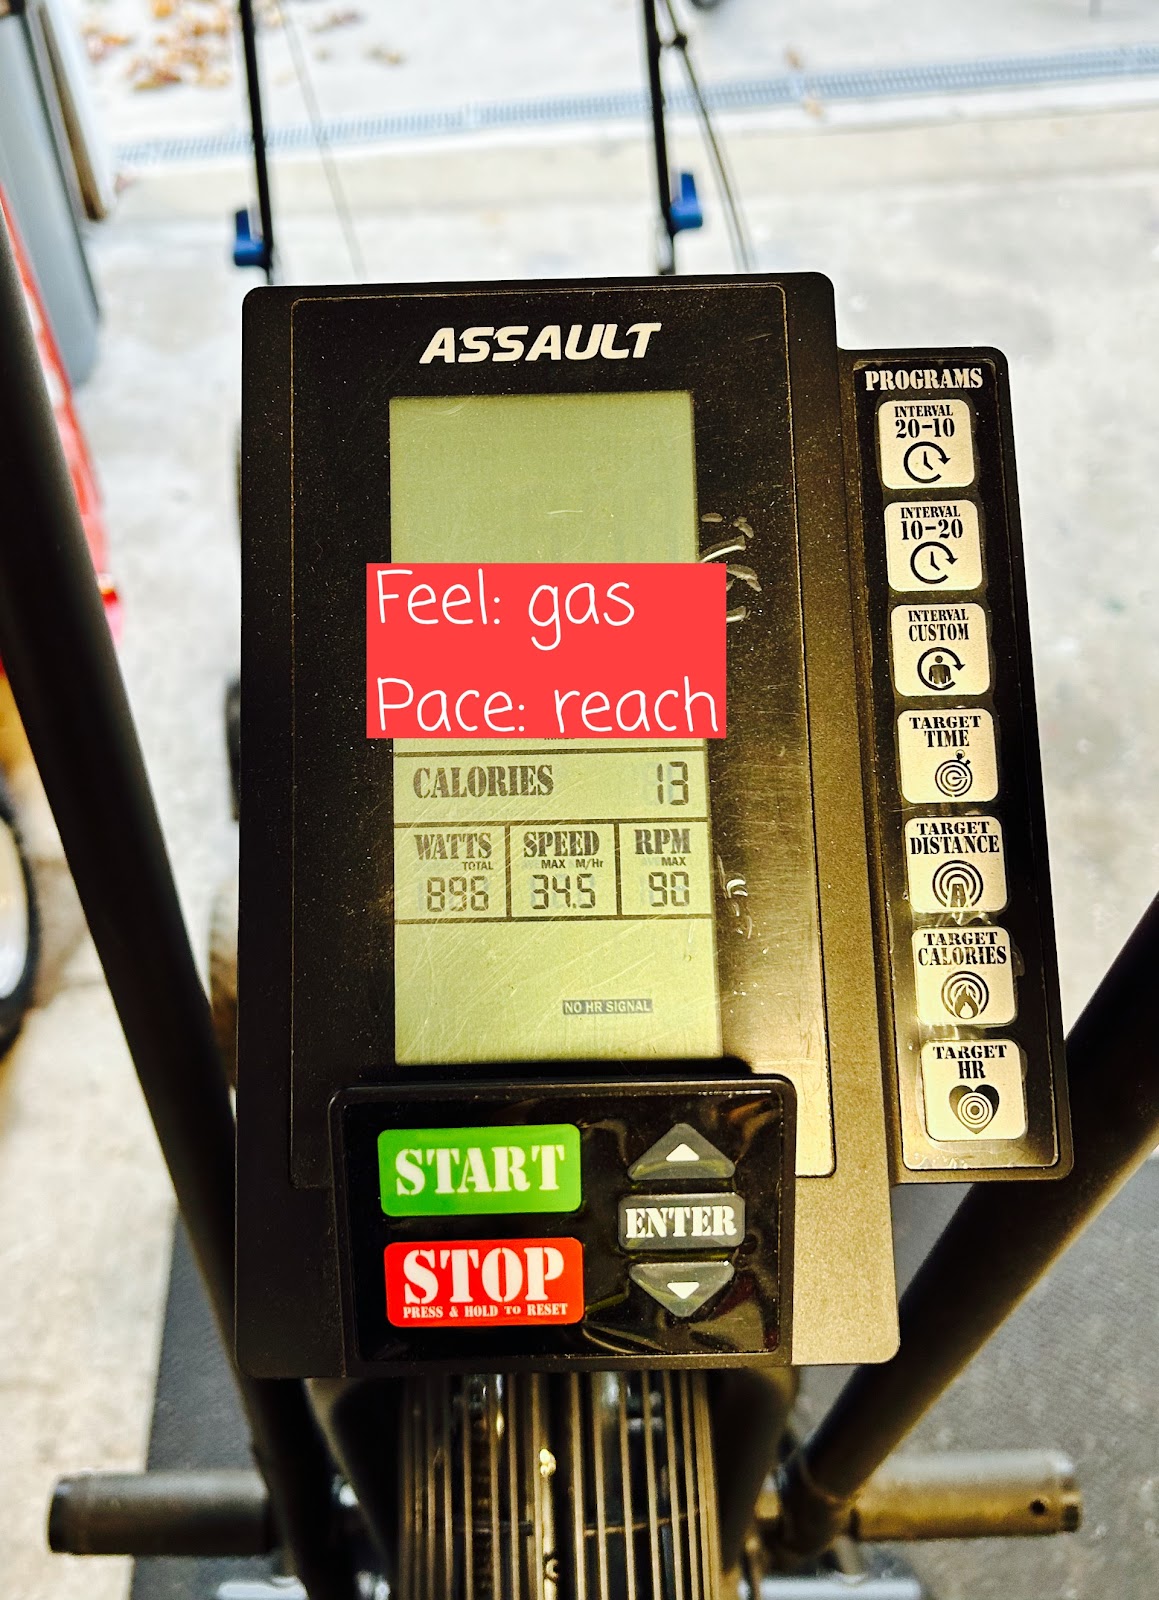 ASSAULT
Feel: gas
Pace: reach
CALORIES 13
WATTS SPEED RPM
TOTAL MAX M/Hr MAX
896 34.5 90
NO HR SIGNAL
START
STOP
PRESS & HOLD TO RESET
ENTER
PROGRAMS
INTERVAL
20-10
INTERVAL
10-20
INTERVAL
CUSTOM
TARGET
TIME
TARGET
DISTANCE
TARGET
CALORIES
TARGET
HR